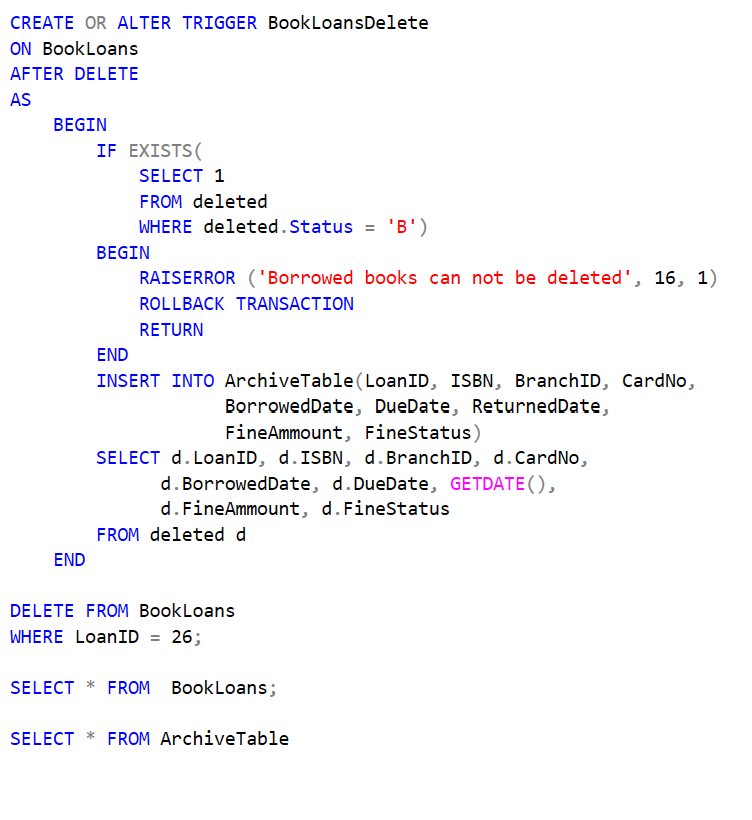 CREATE OR ALTER TRIGGER BookLoansDelete
ON BookLoans
AFTER DELETE
AS
    BEGIN
        IF EXISTS(
            SELECT 1
            FROM deleted
            WHERE deleted.Status = 'B')
        BEGIN
            RAISERROR ('Borrowed books can not be deleted', 16, 1)
            ROLLBACK TRANSACTION
            RETURN
        END
        INSERT INTO ArchiveTable(LoanID, ISBN, BranchID, CardNo,
                    BorrowedDate, DueDate, ReturnedDate,
                    FineAmmount, FineStatus)
        SELECT d.LoanID, d.ISBN, d.BranchID, d.CardNo,
              d.BorrowedDate, d.DueDate, GETDATE(),
              d.FineAmmount, d.FineStatus
        FROM deleted d
    END

DELETE FROM BookLoans
WHERE LoanID = 26;

SELECT * FROM  BookLoans;

SELECT * FROM ArchiveTable